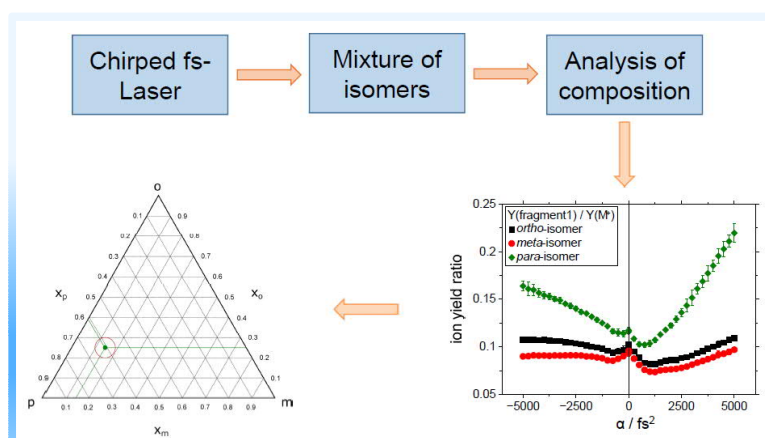 Chirped fs-
Laser
Mixture of
isomers
Analysis of
composition
o
0.1 0.9
0.2 0.8
0.3 0.7
0.4 0.6
x_p 0.5 0.5 x_o
0.6 0.4
0.7 0.3
0.8 0.2
0.9 0.1
p m
0.1 0.2 0.3 0.4 0.5 0.6 0.7 0.8 0.9
x_m
0.25
0.2
0.15
0.1
0.05
ion yield ratio
Y(fragment1) / Y(M⁺)
ortho-isomer
meta-isomer
para-isomer
-5000 -2500 0 2500 5000
α / fs²